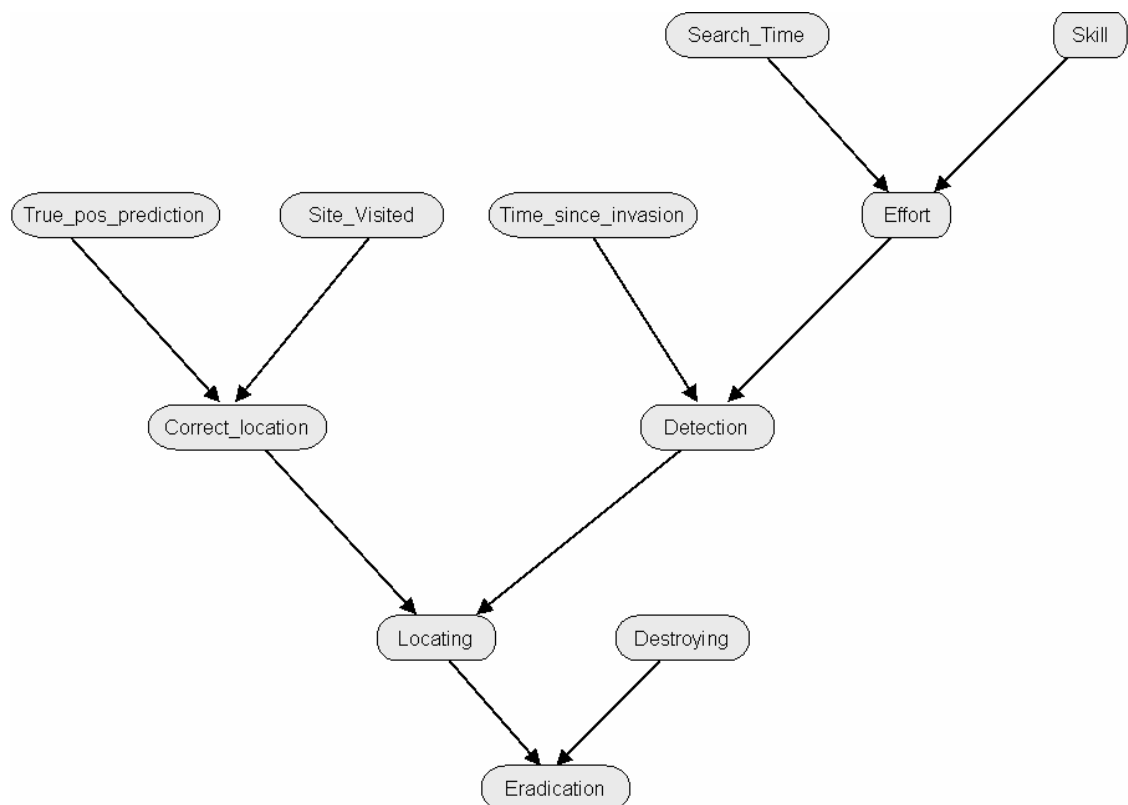 Search_Time
Skill
True_pos_prediction
Site_Visited
Time_since_invasion
Effort
Correct_location
Detection
Locating
Destroying
Eradication